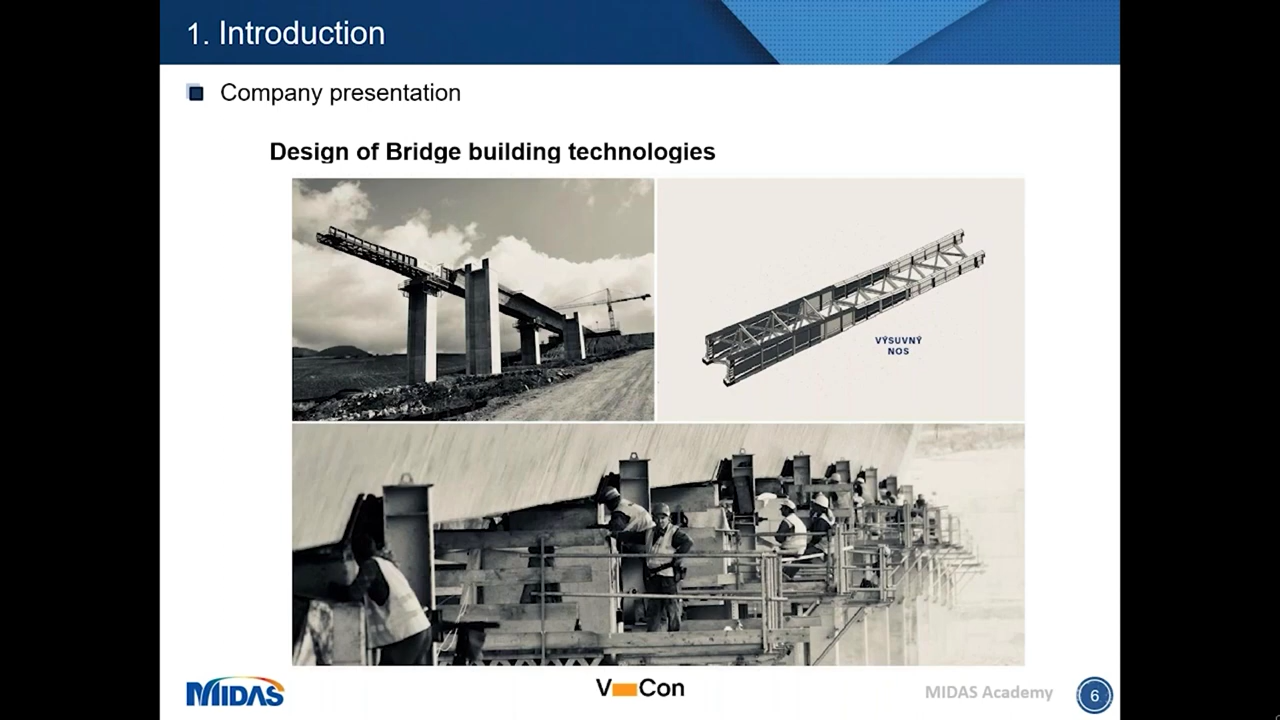 1. Introduction
Company presentation
Design of Bridge building technologies
VÝSUVNÝ
NOS
MIDAS
V Con
MIDAS Academy
6